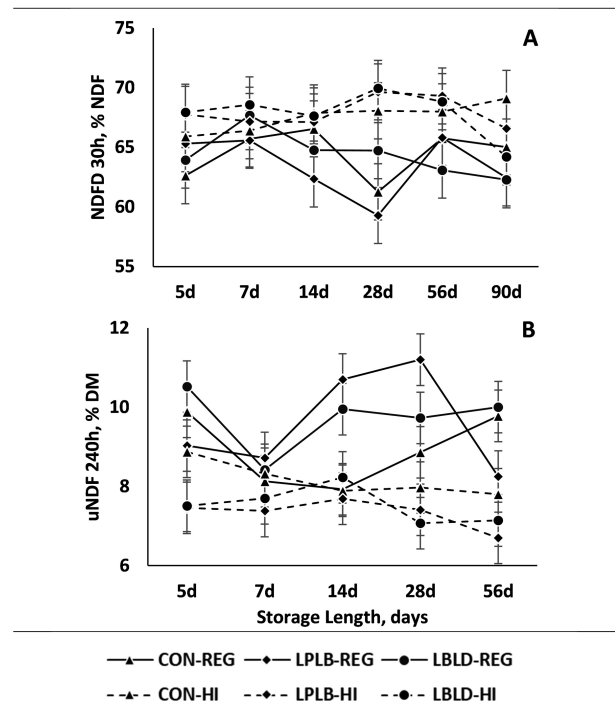 A
NDFD 30h, % NDF
75
70
65
60
55
5d 7d 14d 28d 56d 90d
B
uNDF 240h, % DM
12
10
8
6
5d 7d 14d 28d 56d
Storage Length, days
CON-REG LPLB-REG LBLD-REG
CON-HI LPLB-HI LBLD-HI